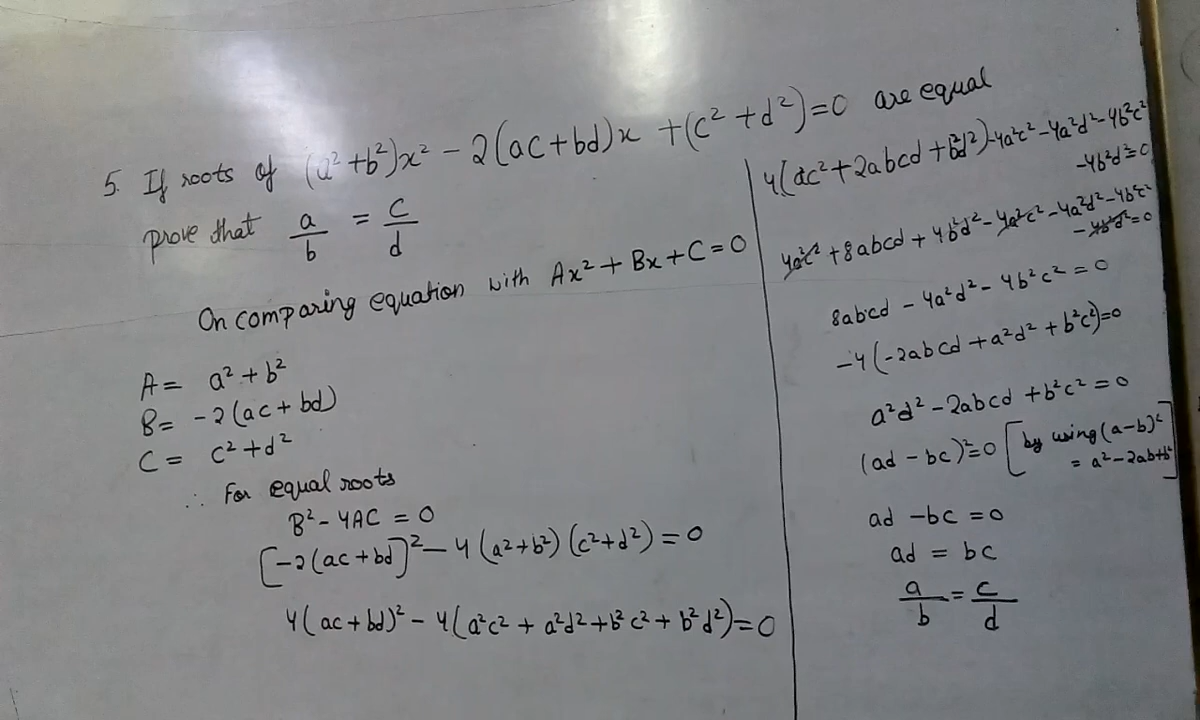 5. If roots of (a²+b²)x² - 2(ac+bd)x + (c²+d²)=0 are equal
prove that a/b = c/d
On comparing equation with Ax² + Bx + C = 0
A = a² + b²
B = -2(ac + bd)
C = c² + d²
∴ For equal roots
B² - 4AC = 0
[-2(ac + bd]² - 4(a²+b²)(c²+d²) = 0
4(ac + bd)² - 4(a²c² + a²d² + b²c² + b²d²) = 0
4(ac² + 2abcd + b²d²) - 4a²c² - 4a²d² - 4b²c²
- 4b²d² = 0
4a²c² + 8abcd + 4b²d² - 4a²c² - 4a²d² - 4b²c²
- 4b²d² = 0
8abcd - 4a²d² - 4b²c² = 0
-4(-2abcd + a²d² + b²c²) = 0
a²d² - 2abcd + b²c² = 0
(ad - bc)² = 0 [by using (a-b)²
= a² - 2ab + b²]
ad - bc = 0
ad = bc
a/b = c/d